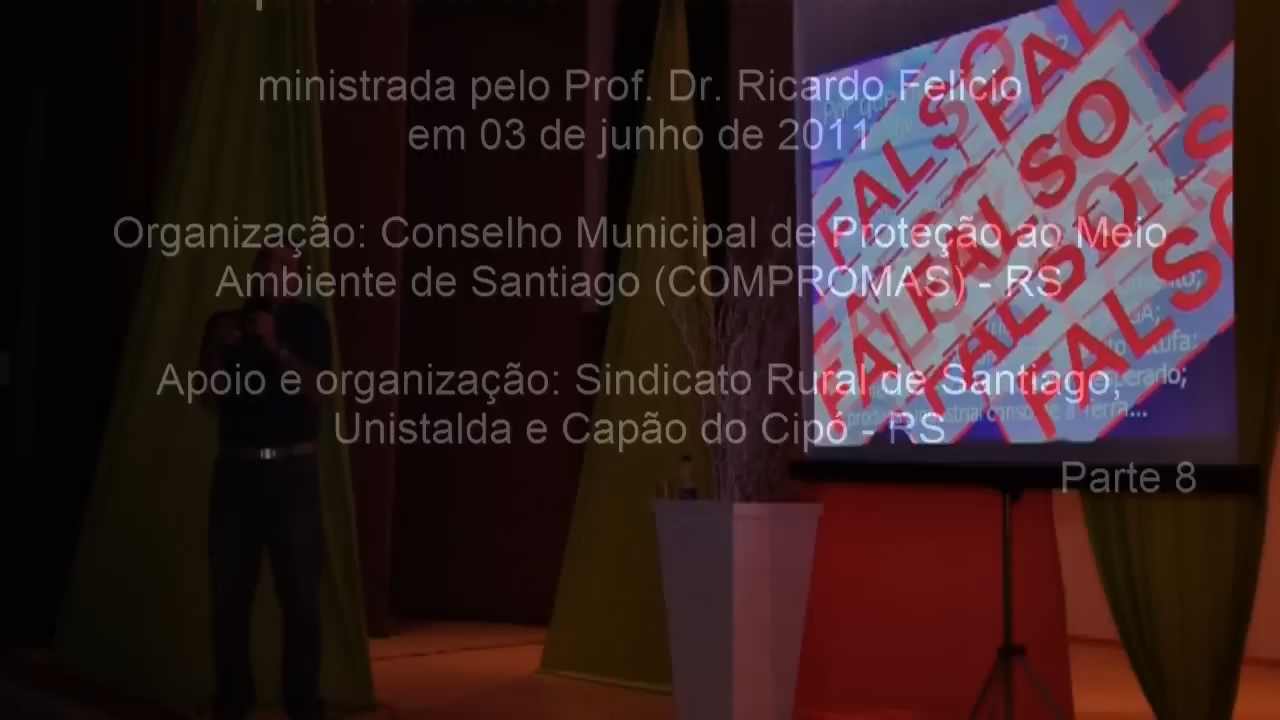 ministrada pelo Prof. Dr. Ricardo Felicio
em 03 de junho de 2011
Organização: Conselho Municipal de Proteção ao Meio
Ambiente de Santiago (COMPROMAS) - RS
Apoio e organização: Sindicato Rural de Santiago,
Unistalda e Capão do Cipó - RS
Parte 8
FALSO
FALSO
FALSO
FALSO
FALSO